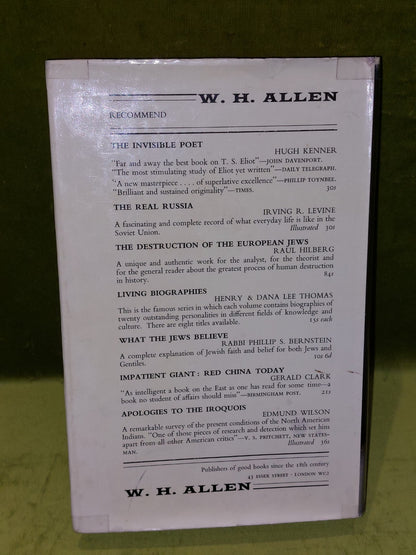 W. H. ALLEN
RECOMMEND
THE INVISIBLE POET
HUGH KENNER
"Far and away the best book on T. S. Eliot"—JOHN DAVENPORT.
"The most stimulating study of Eliot yet written"—DAILY TELEGRAPH.
"A new masterpiece . . . . of superlative excellence"—PHILIP TOYNBEE.
"Brilliant and sustained originality"—TIMES. 30s
THE REAL RUSSIA
IRVING R. LEVINE
A fascinating and complete record of what everyday life is like in the
Soviet Union. Illustrated 30s
THE DESTRUCTION OF THE EUROPEAN JEWS
RAUL HILBERG
A unique and authentic work for the analyst, for the theorist and
for the general reader about the greatest process of human destruction
in history. 84s
LIVING BIOGRAPHIES
HENRY & DANA LEE THOMAS
This is the famous series in which each volume contains biographies of
twenty outstanding personalities in different fields of knowledge and
culture. There are eight titles available. 15s each
WHAT THE JEWS BELIEVE
RABBI PHILLIP S. BERNSTEIN
A complete explanation of Jewish faith and belief for both Jews and
Gentiles. 10s 6d
IMPATIENT GIANT : RED CHINA TODAY
GERALD CLARK
"As intelligent a book on the East as one has read for some time—a
book no student of affairs should miss"—BIRMINGHAM POST. 21s
APOLOGIES TO THE IROQUOIS
EDMUND WILSON
A remarkable survey of the present conditions of the North American
Indians. "One of those pieces of research and detection which set him
apart from all other American critics"—V. S. PRITCHETT, NEW STATES-
MAN. Illustrated 36s
Publishers of good books since the 18th century
43 ESSEX STREET · LONDON WC2
W. H. ALLEN